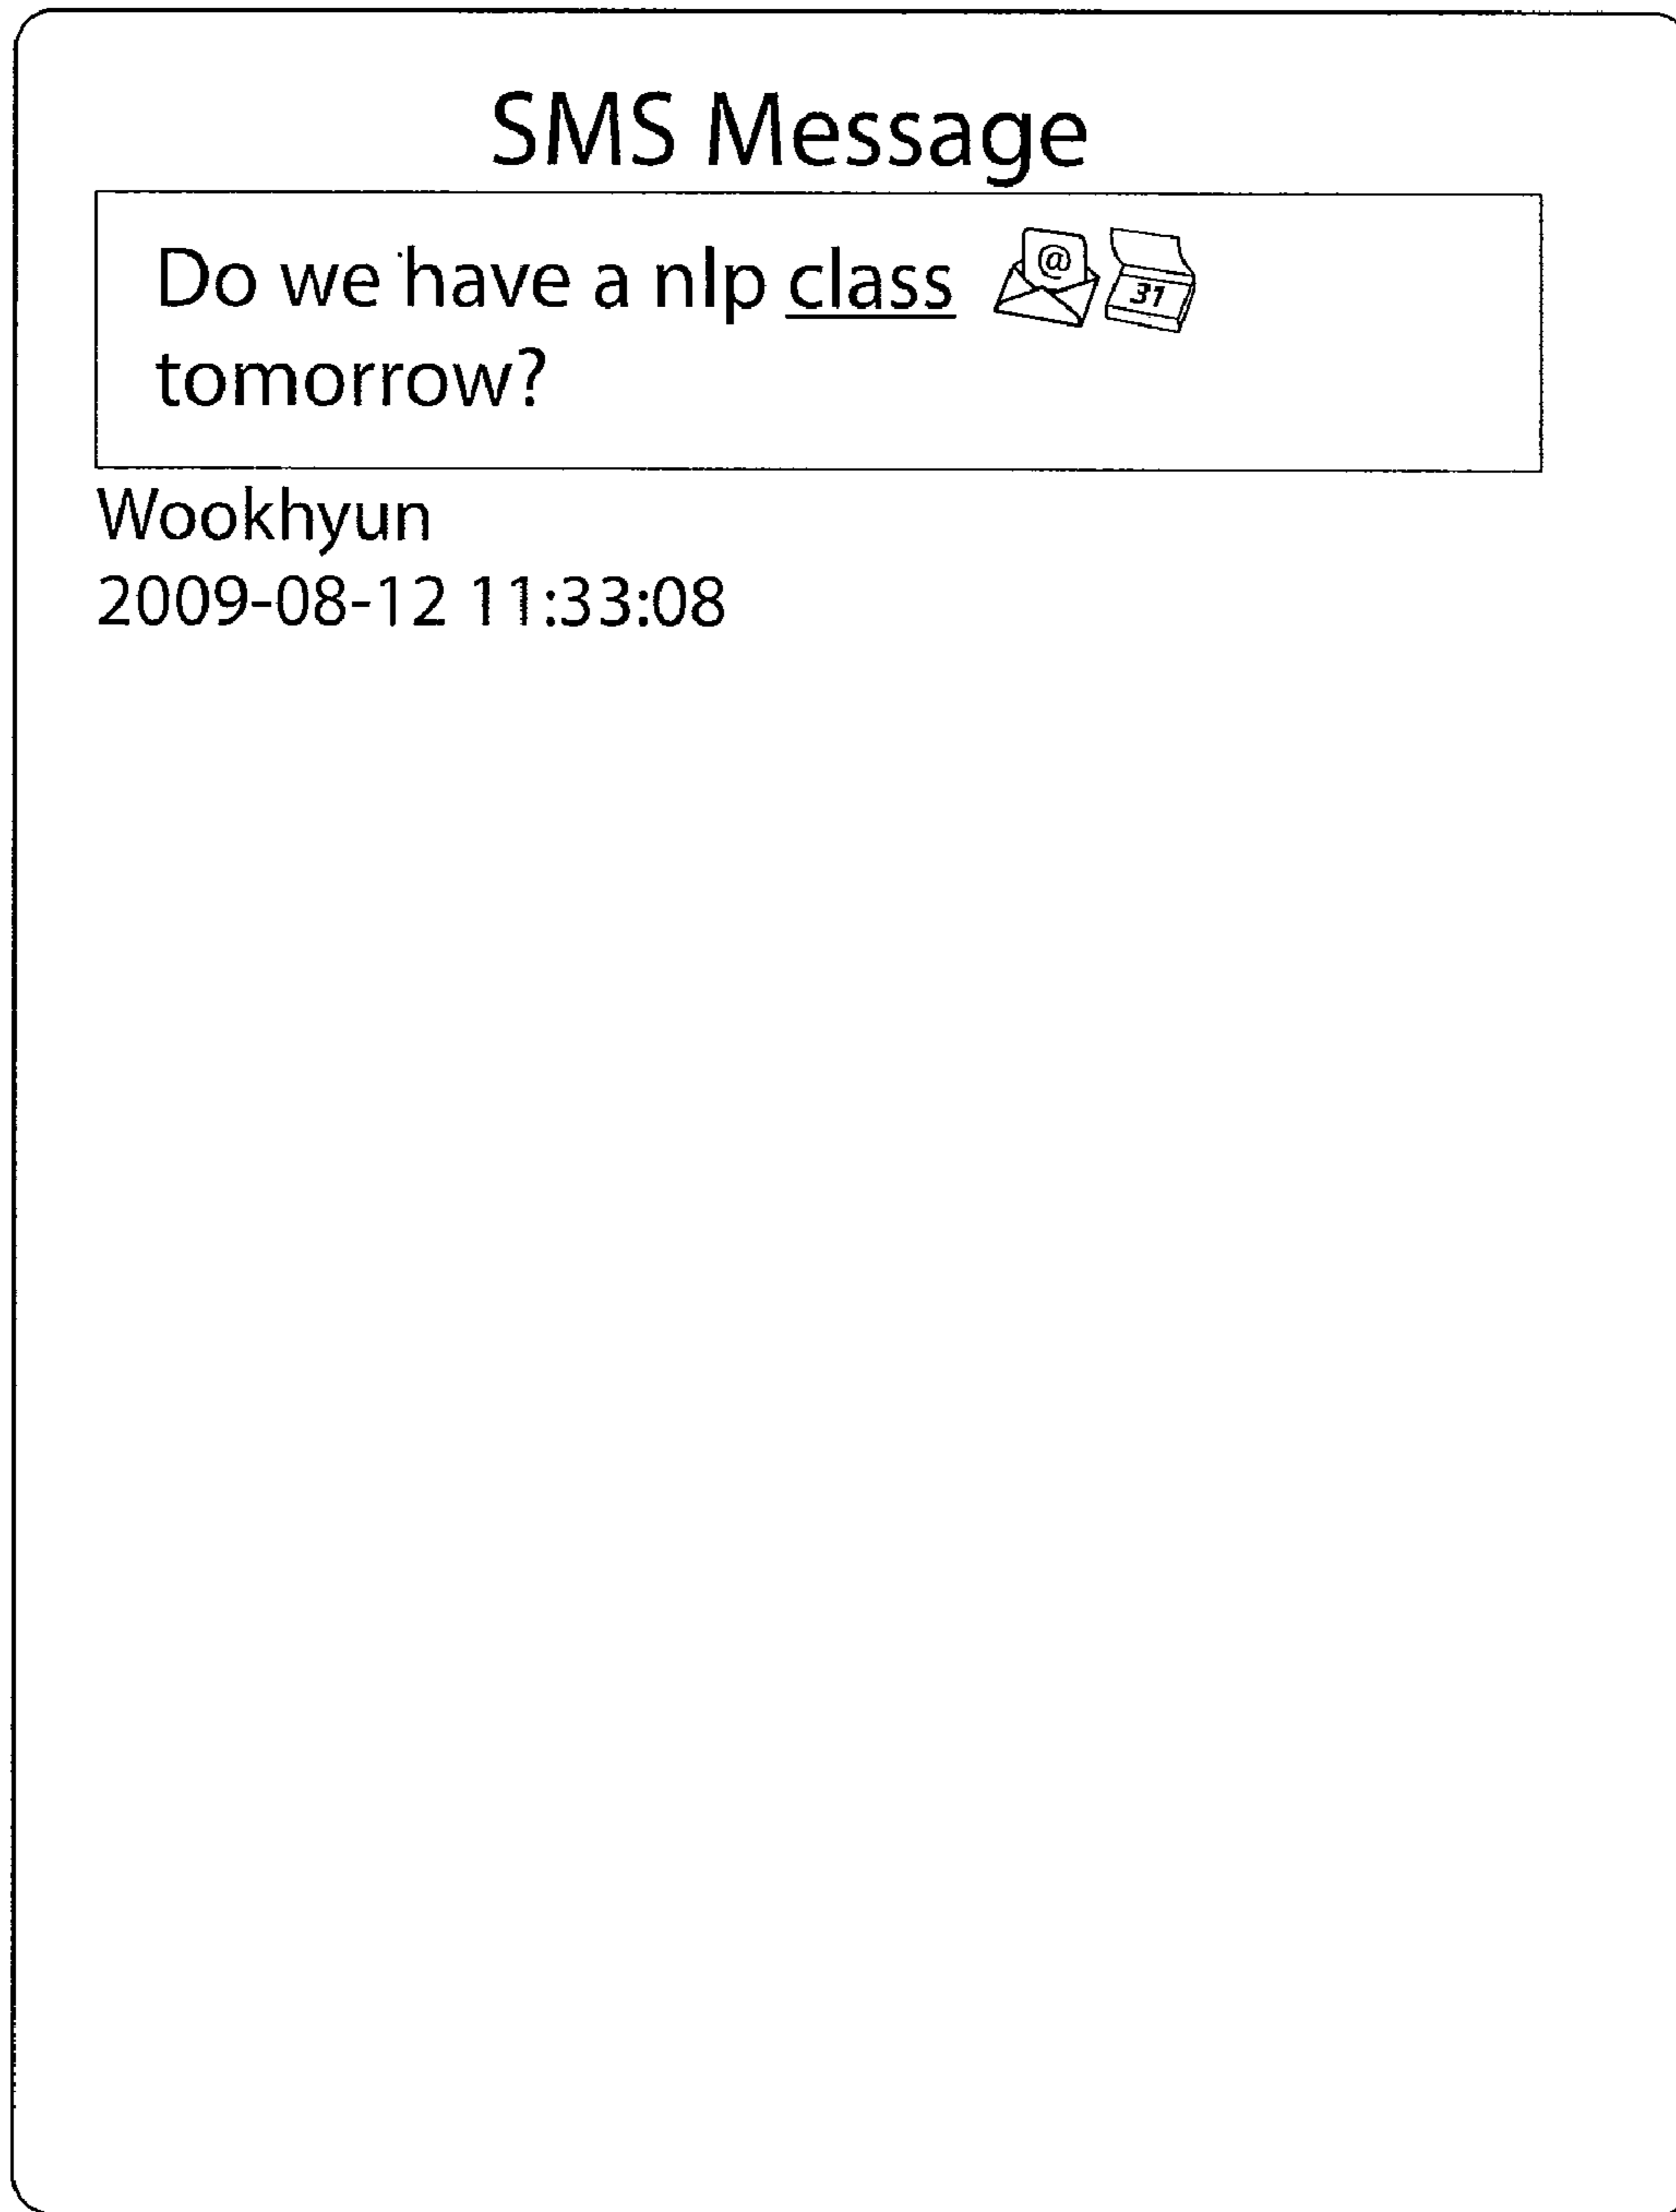 SMS Message
Do we have a nlp class @ 31
tomorrow?
Wookhyun
2009-08-12 11:33:08